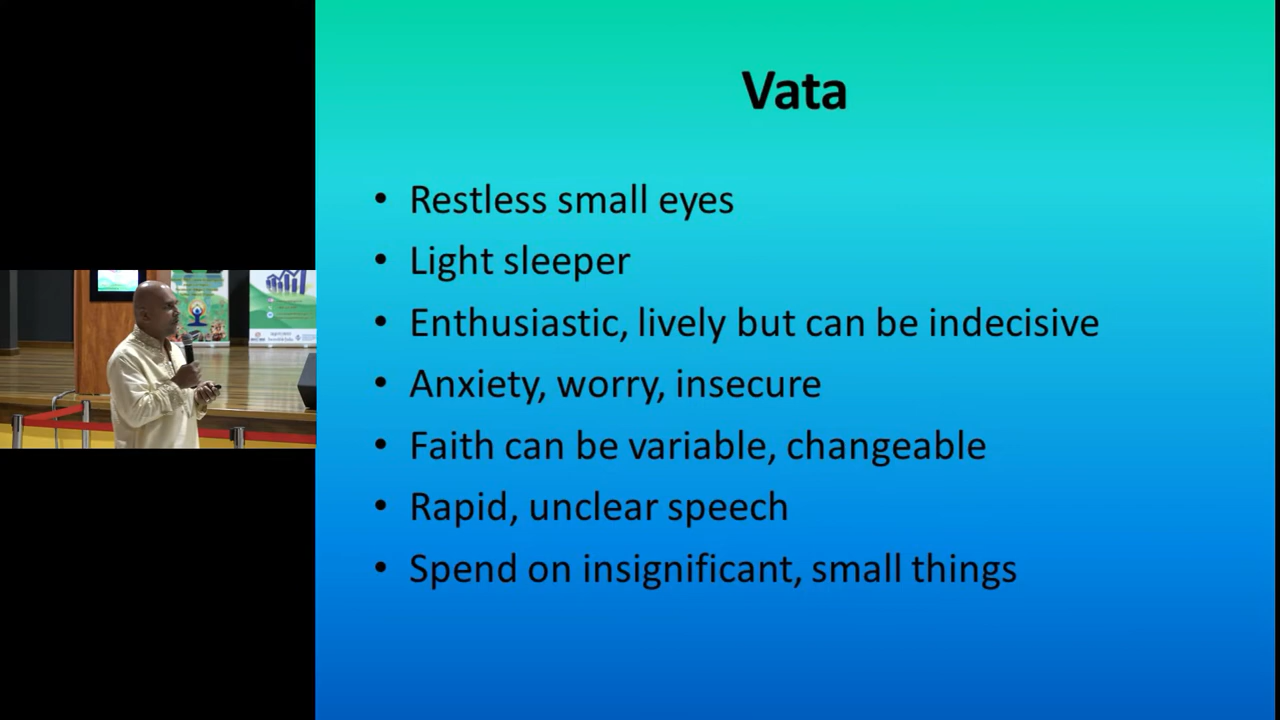 Vata
• Restless small eyes
• Light sleeper
• Enthusiastic, lively but can be indecisive
• Anxiety, worry, insecure
• Faith can be variable, changeable
• Rapid, unclear speech
• Spend on insignificant, small things